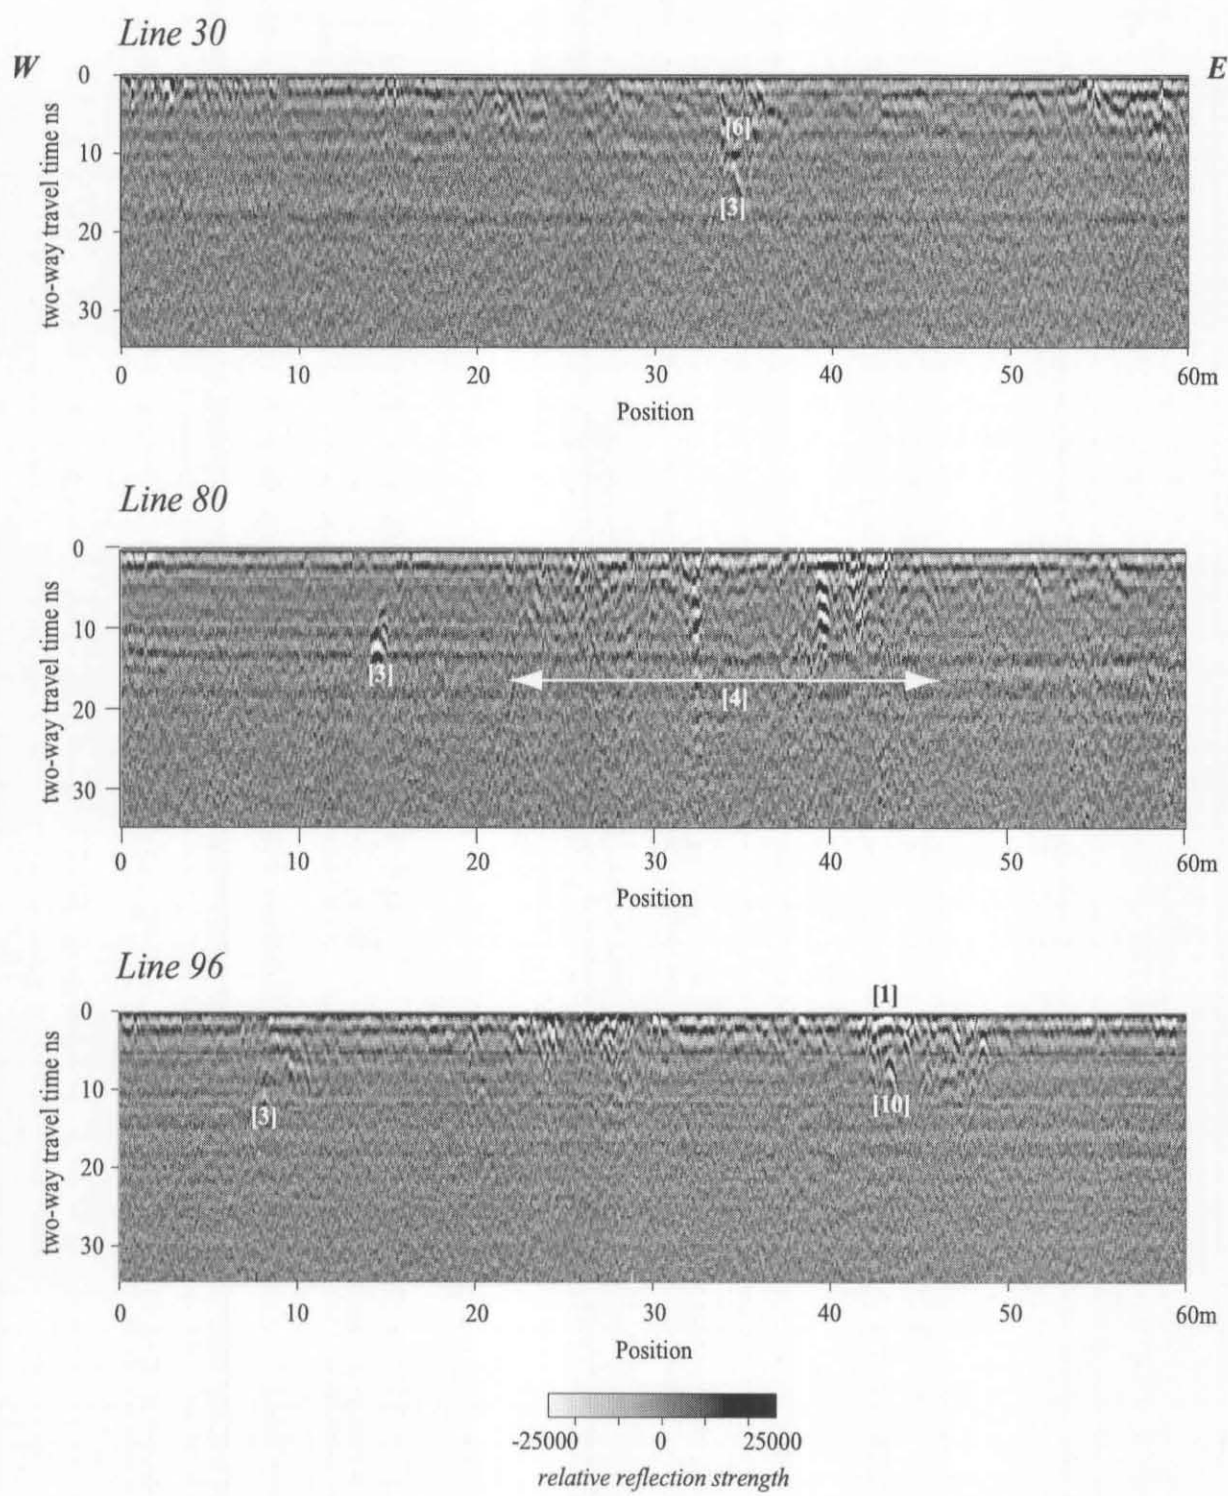 Line 30
W
E
two-way travel time ns
0
10
20
30
[6]
[3]
0 10 20 30 40 50 60m
Position
Line 80
two-way travel time ns
0
10
20
30
[3]
[4]
0 10 20 30 40 50 60m
Position
Line 96
[1]
two-way travel time ns
0
10
20
30
[3]
[10]
0 10 20 30 40 50 60m
Position
-25000 0 25000
relative reflection strength